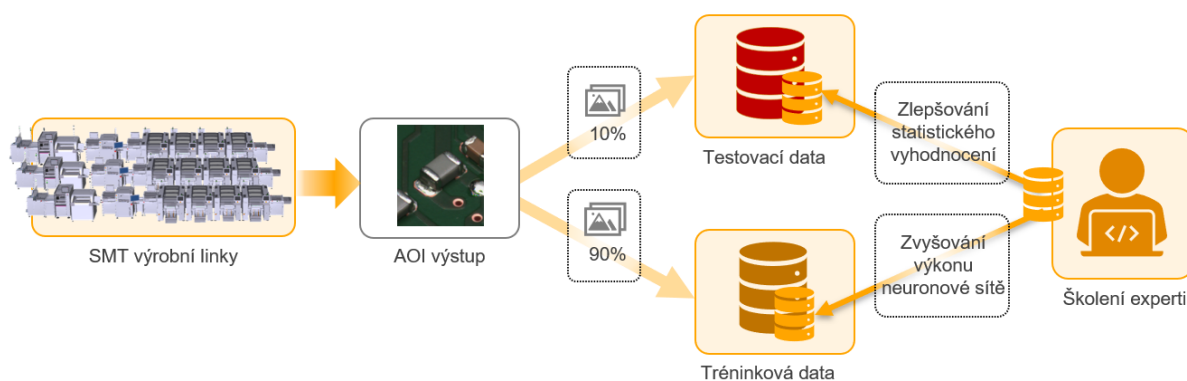 SMT výrobní linky
AOI výstup
10%
90%
Testovací data
Tréninková data
Zlepšování
statistického
vyhodnocení
Zvyšování
výkonu
neuronové sítě
</>
Školení experti